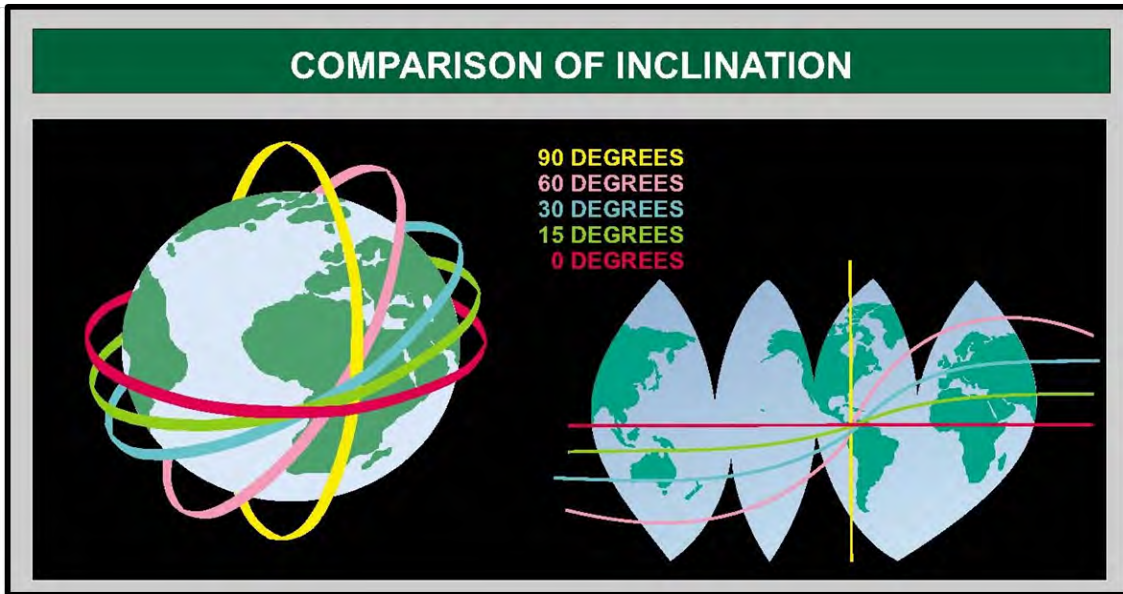 COMPARISON OF INCLINATION
90 DEGREES
60 DEGREES
30 DEGREES
15 DEGREES
0 DEGREES